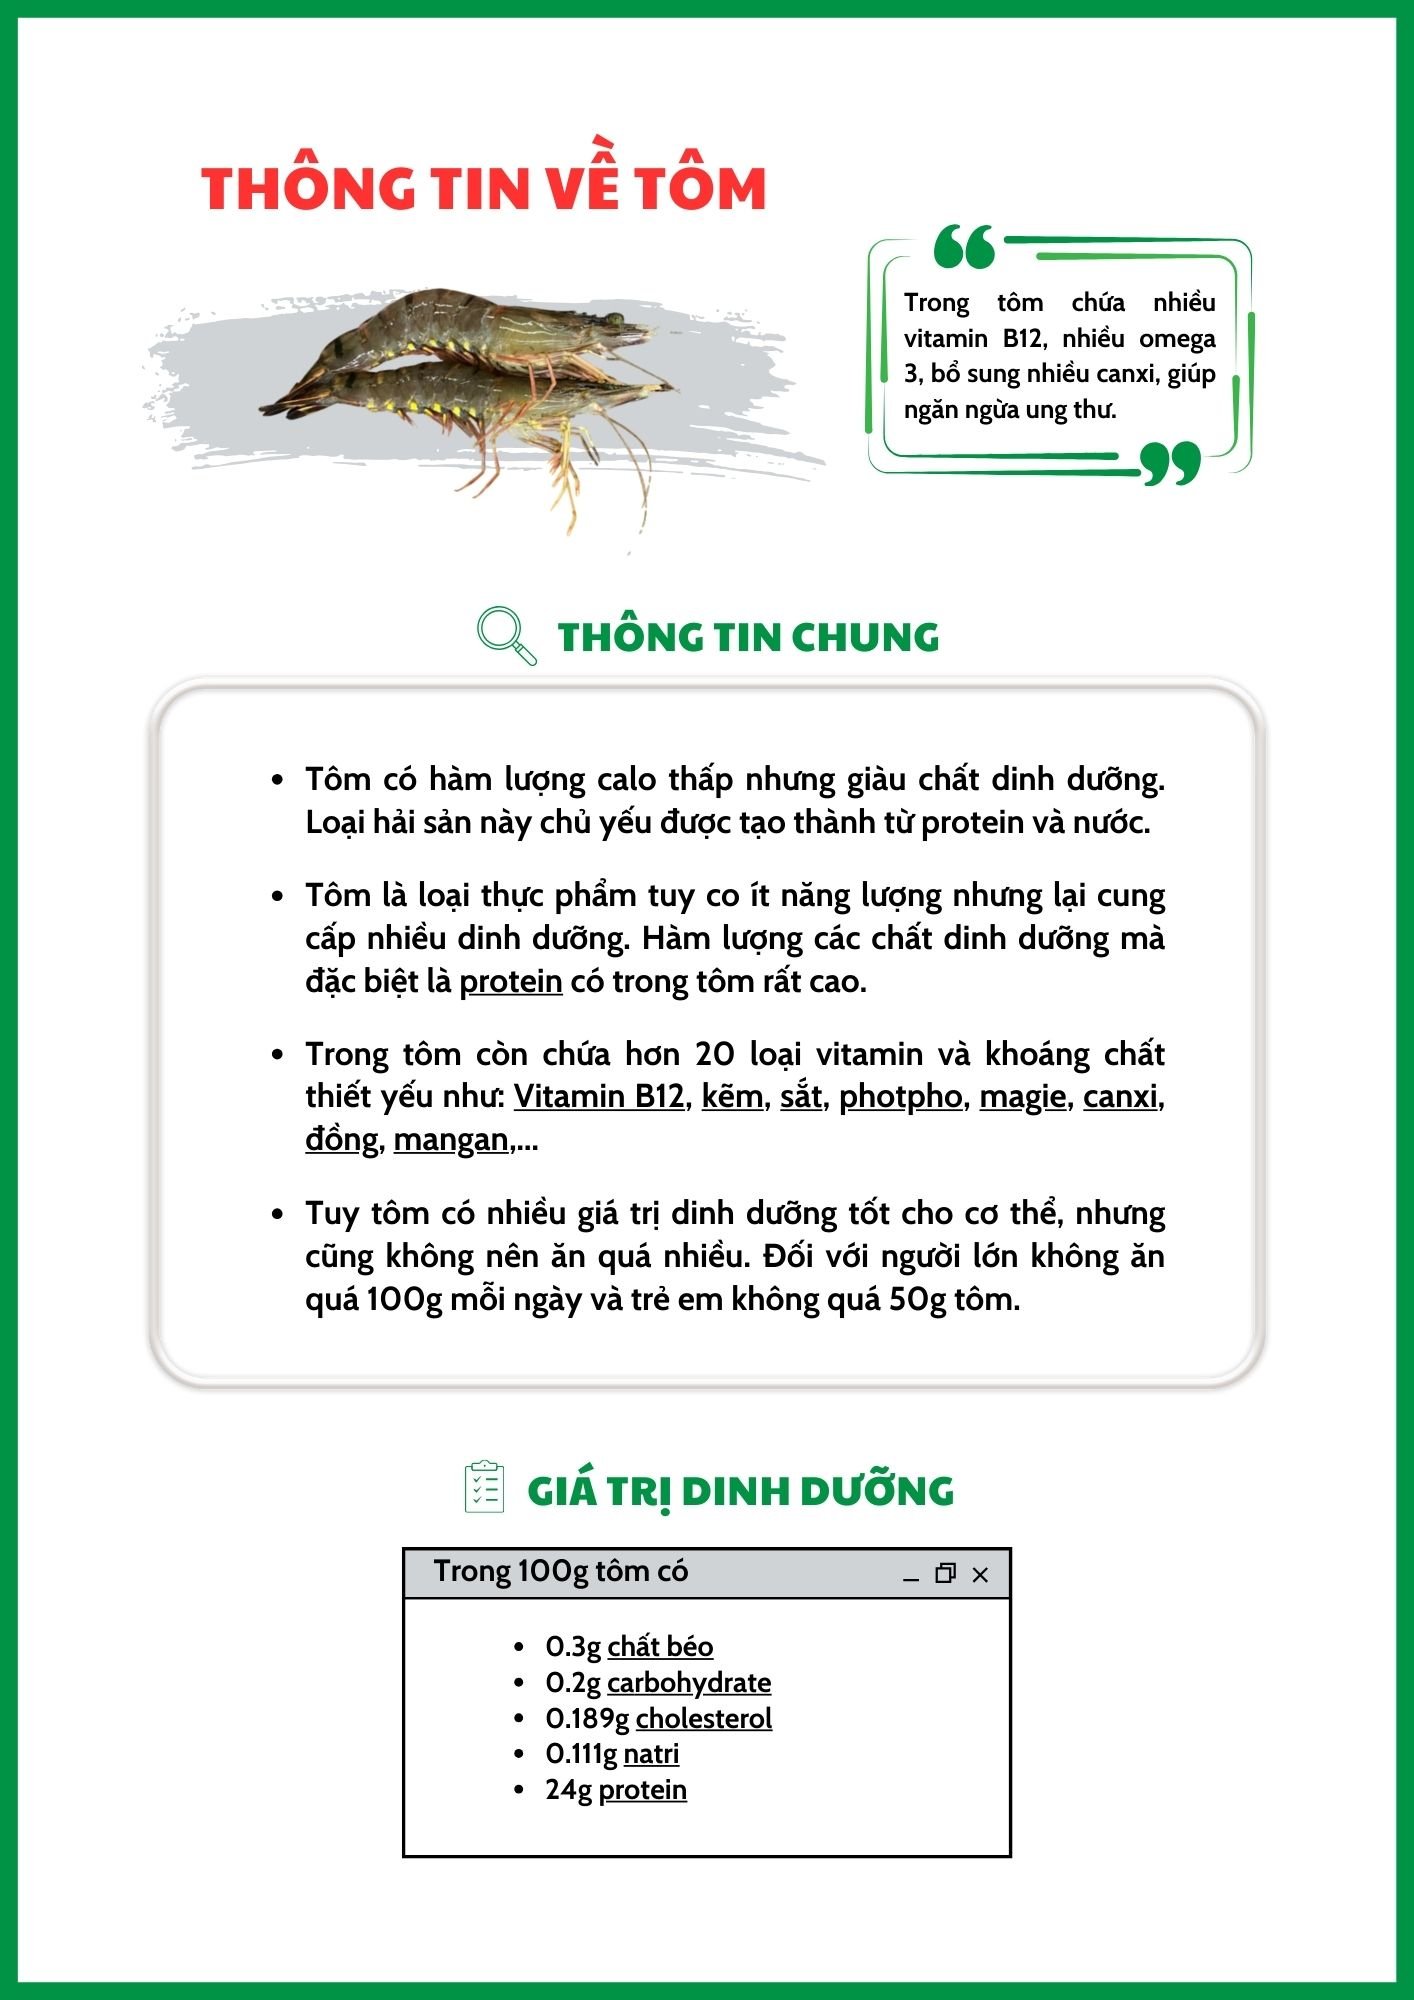 THÔNG TIN VỀ TÔM
Trong tôm chứa nhiều
vitamin B12, nhiều omega
3, bổ sung nhiều canxi, giúp
ngăn ngừa ung thư.
THÔNG TIN CHUNG
• Tôm có hàm lượng calo thấp nhưng giàu chất dinh dưỡng.
Loại hải sản này chủ yếu được tạo thành từ protein và nước.
• Tôm là loại thực phẩm tuy co ít năng lượng nhưng lại cung
cấp nhiều dinh dưỡng. Hàm lượng các chất dinh dưỡng mà
đặc biệt là protein có trong tôm rất cao.
• Trong tôm còn chứa hơn 20 loại vitamin và khoáng chất
thiết yếu như: Vitamin B12, kẽm, sắt, photpho, magie, canxi,
đồng, mangan,...
• Tuy tôm có nhiều giá trị dinh dưỡng tốt cho cơ thể, nhưng
cũng không nên ăn quá nhiều. Đối với người lớn không ăn
quá 100g mỗi ngày và trẻ em không quá 50g tôm.
GIÁ TRỊ DINH DƯỠNG
Trong 100g tôm có
• 0.3g chất béo
• 0.2g carbohydrate
• 0.189g cholesterol
• 0.111g natri
• 24g protein